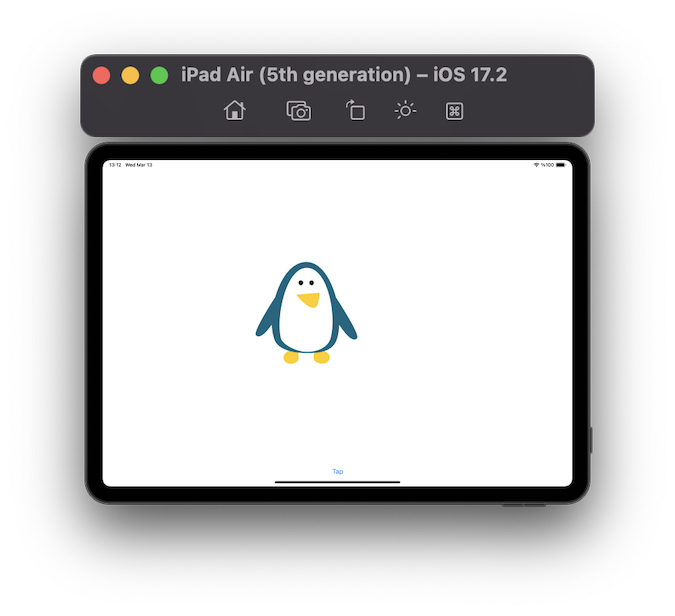 iPad Air (5th generation) – iOS 17.2
13:12 Wed Mar 13 %100
Tap